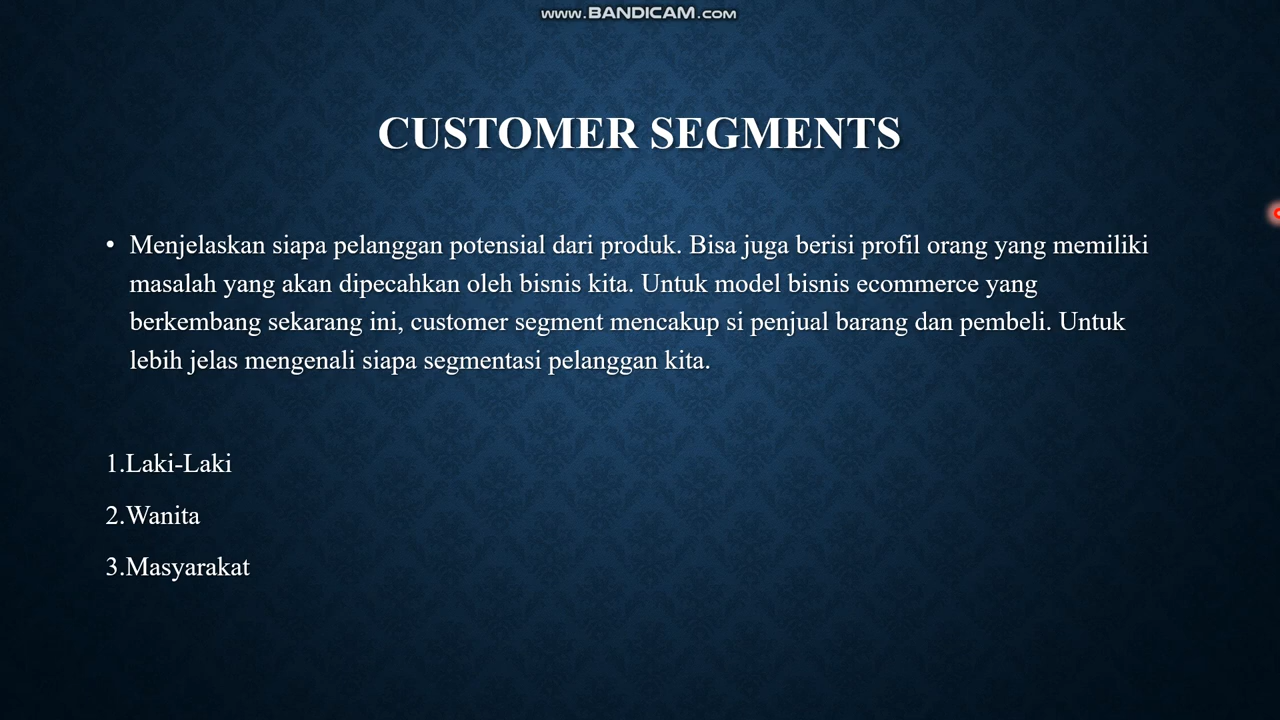 www.BANDICAM.com
CUSTOMER SEGMENTS
• Menjelaskan siapa pelanggan potensial dari produk. Bisa juga berisi profil orang yang memiliki
masalah yang akan dipecahkan oleh bisnis kita. Untuk model bisnis ecommerce yang
berkembang sekarang ini, customer segment mencakup si penjual barang dan pembeli. Untuk
lebih jelas mengenali siapa segmentasi pelanggan kita.
1.Laki-Laki
2.Wanita
3.Masyarakat